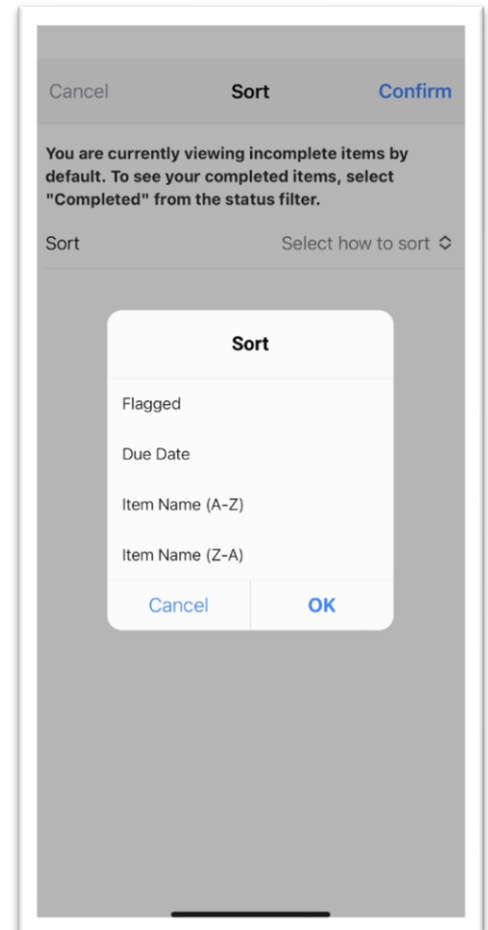 Cancel Sort Confirm
You are currently viewing incomplete items by
default. To see your completed items, select
"Completed" from the status filter.
Sort Select how to sort
Sort
Flagged
Due Date
Item Name (A-Z)
Item Name (Z-A)
Cancel OK